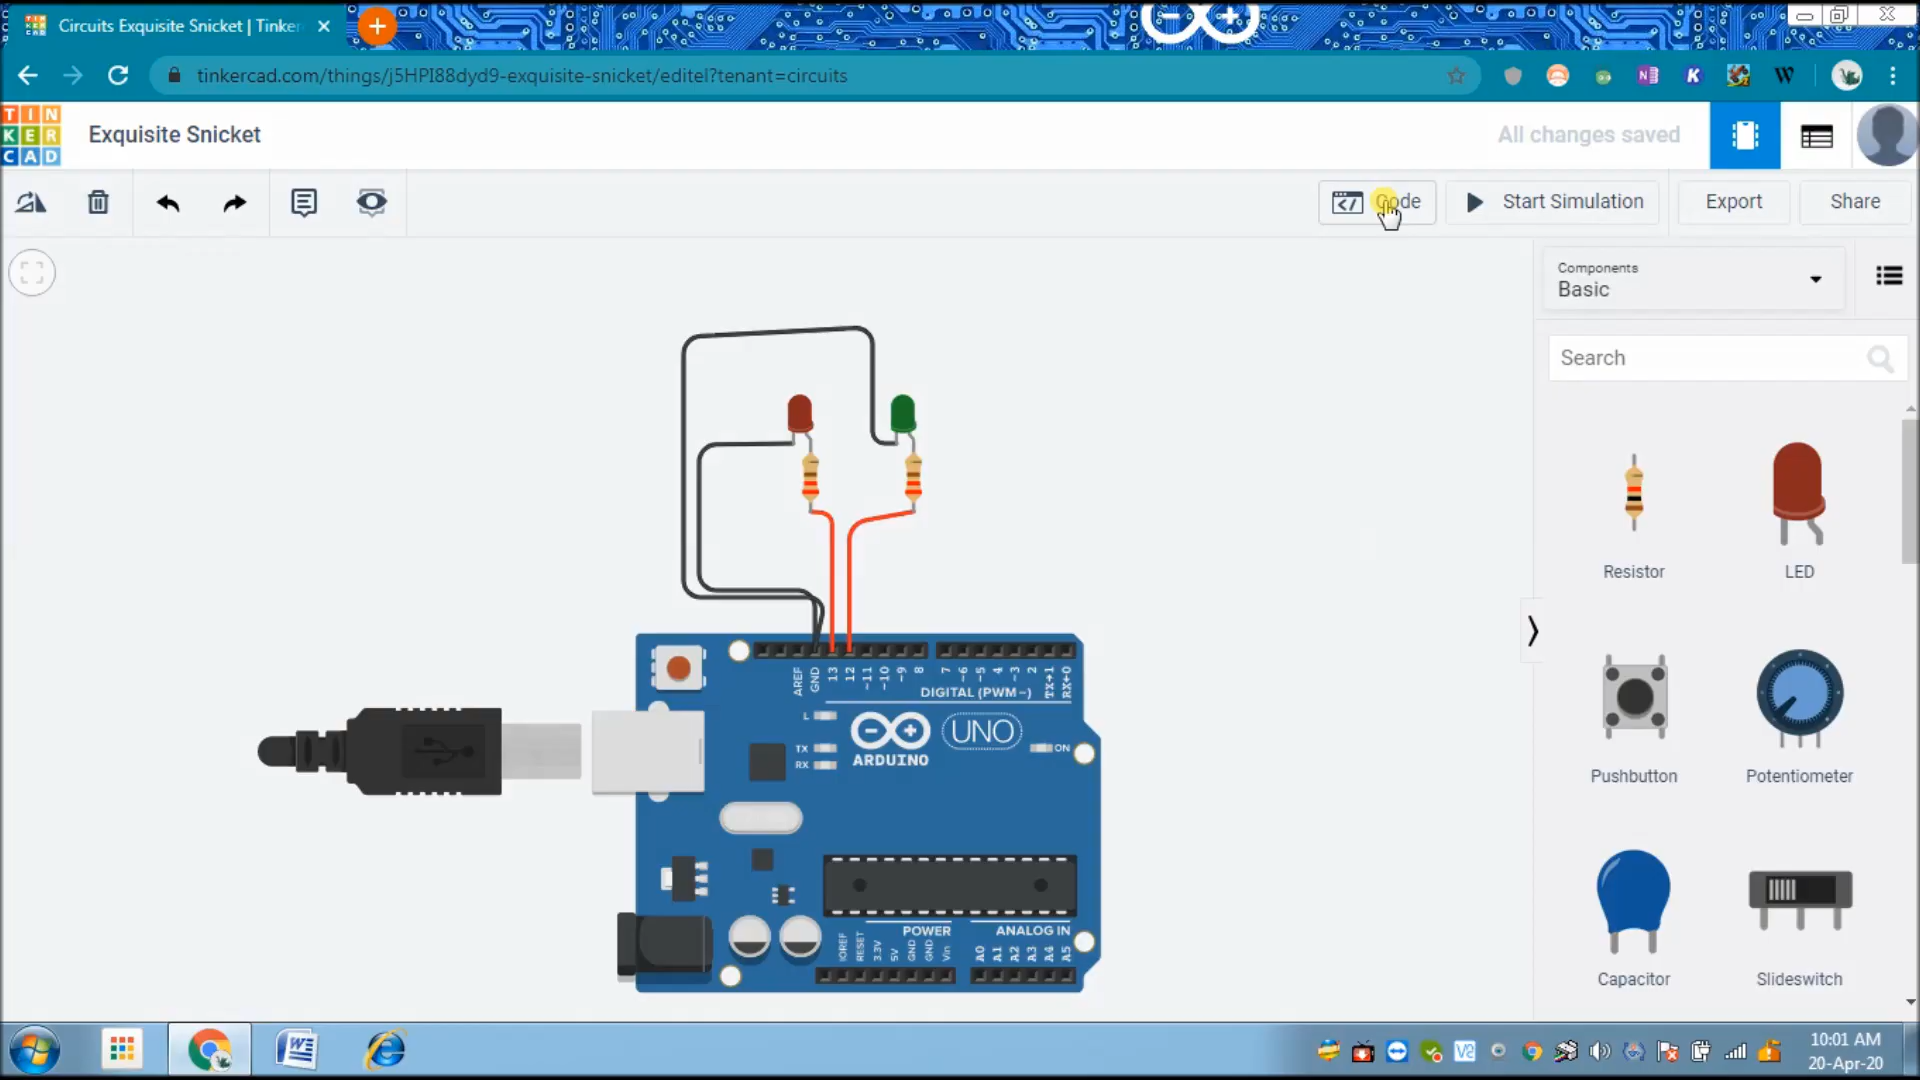 Circuits Exquisite Snicket | Tinker
tinkercad.com/things/j5HPI88dyd9-exquisite-snicket/editel?tenant=circuits
TIN
KER
CAD
Exquisite Snicket
All changes saved
Code
Start Simulation
Export
Share
Components
Basic
Search
Resistor
LED
Pushbutton
Potentiometer
Capacitor
Slideswitch
AREF
GND
13
12
~11
~10
~9
8
7
~6
~5
4
~3
2
TX→1
RX←0
DIGITAL (PWM~)
L
TX
RX
ARDUINO
UNO
ON
POWER
ANALOG IN
IOREF
RESET
3.3V
5V
GND
GND
Vin
A0
A1
A2
A3
A4
A5
10:01 AM
20-Apr-20